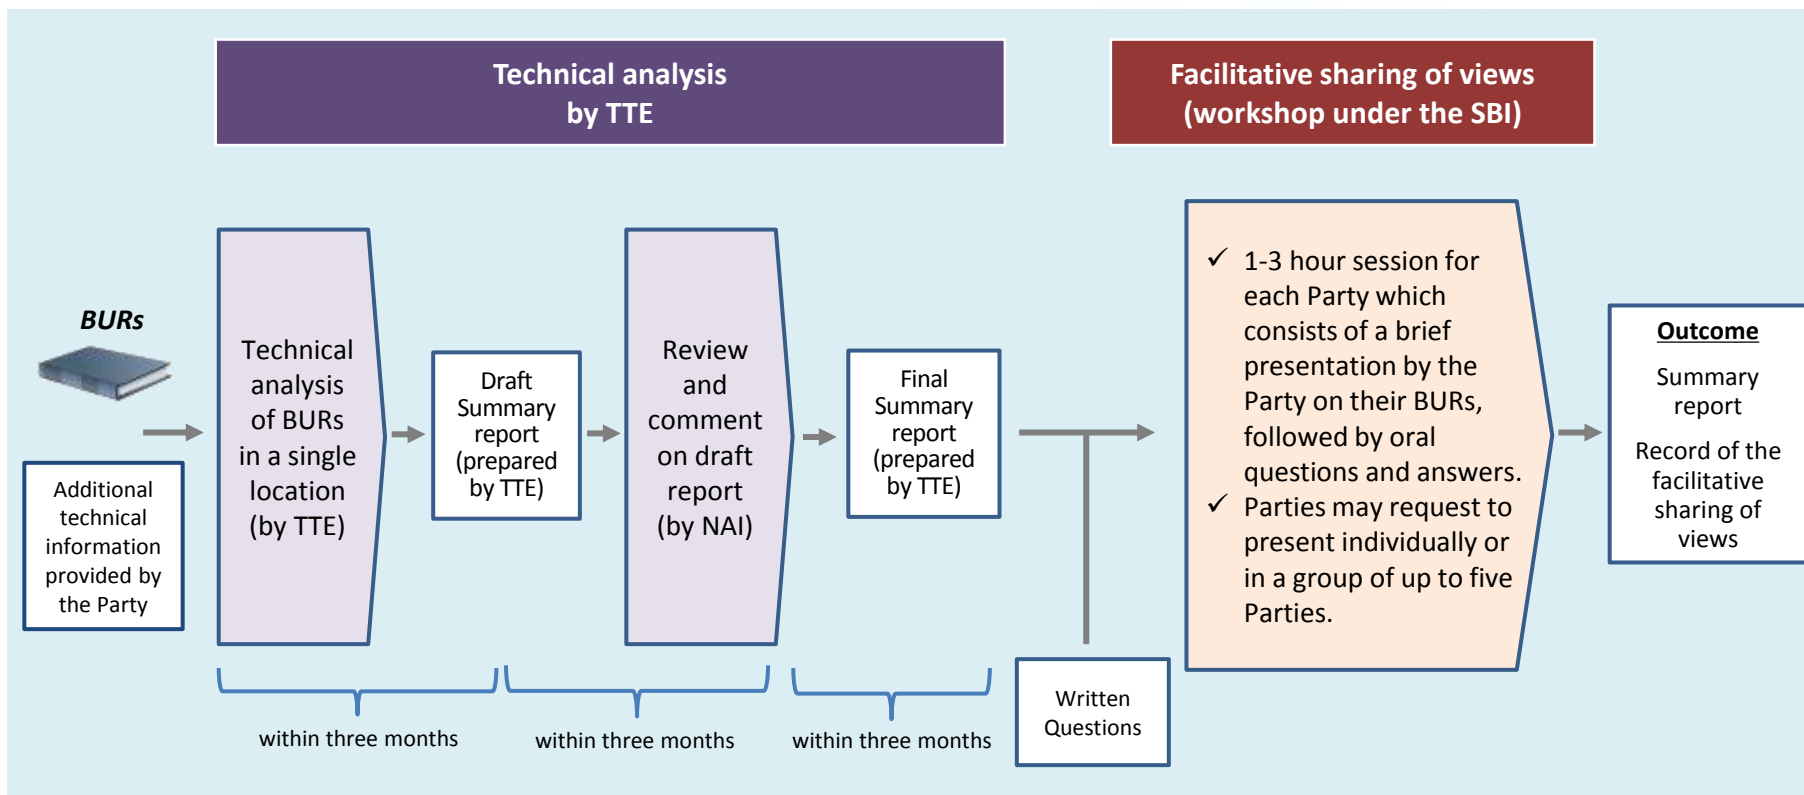 Technical analysis
by TTE
Facilitative sharing of views
(workshop under the SBI)
BURs
Additional
technical
information
provided by
the Party
Technical
analysis
of BURs
in a single
location
(by TTE)
Draft
Summary
report
(prepared
by TTE)
Review
and
comment
on draft
report
(by NAI)
Final
Summary
report
(prepared
by TTE)
within three months
within three months
within three months
Written
Questions
✓ 1-3 hour session for
each Party which
consists of a brief
presentation by the
Party on their BURs,
followed by oral
questions and answers.
✓ Parties may request to
present individually or
in a group of up to five
Parties.
Outcome
Summary
report
Record of the
facilitative
sharing of
views